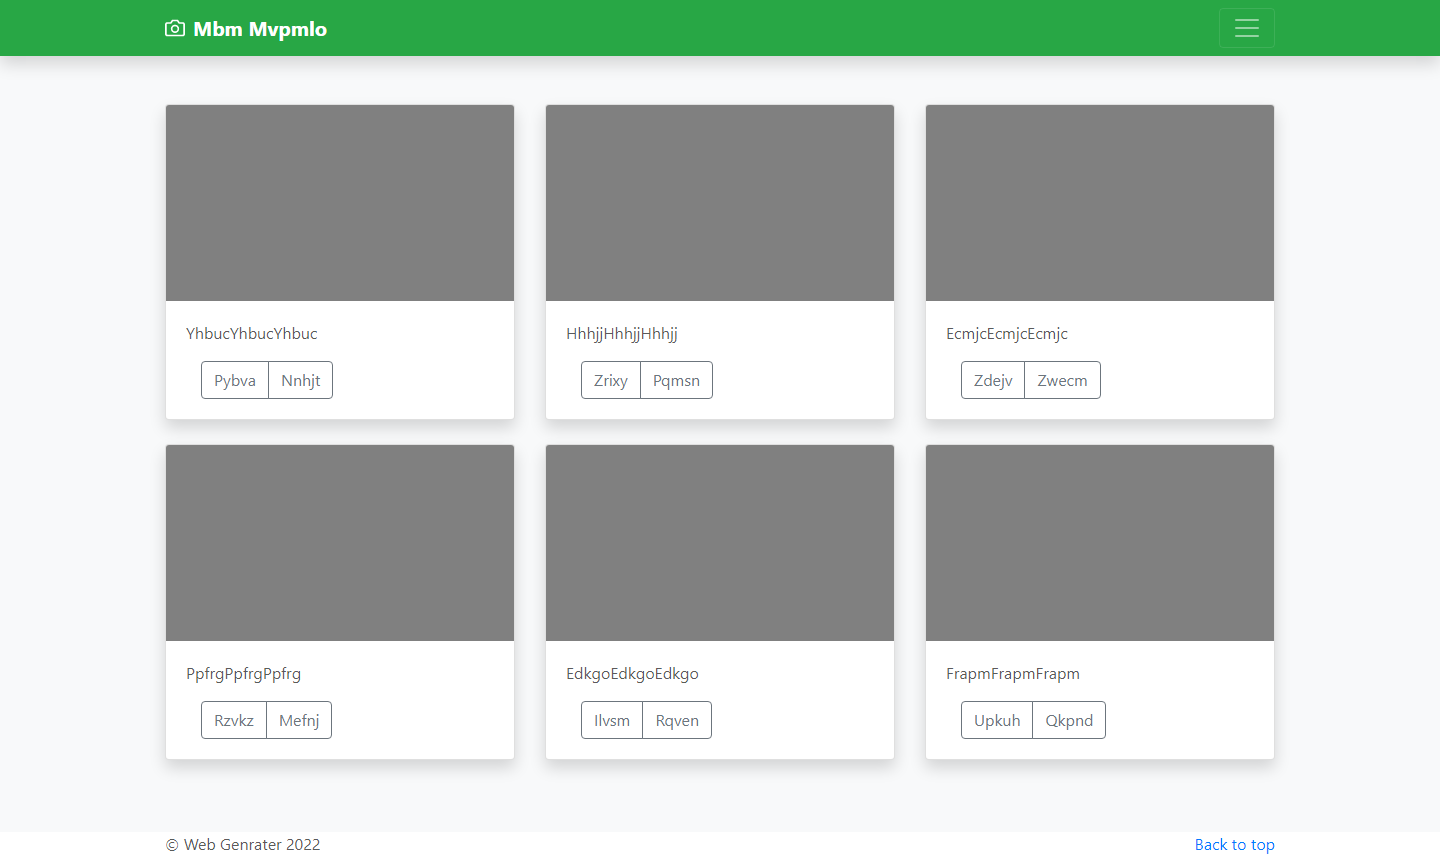 Mbm Mvpmlo
YhbucYhbucYhbuc
Pybva Nnhjt
HhhjjHhhjjHhhjj
Zrixy Pqmsn
EcmjcEcmjcEcmjc
Zdejv Zwecm
PpfrgPpfrgPpfrg
Rzvkz Mefnj
EdkgoEdkgoEdkgo
Ilvsm Rqven
FrapmFrapmFrapm
Upkuh Qkpnd
© Web Genrater 2022
Back to top